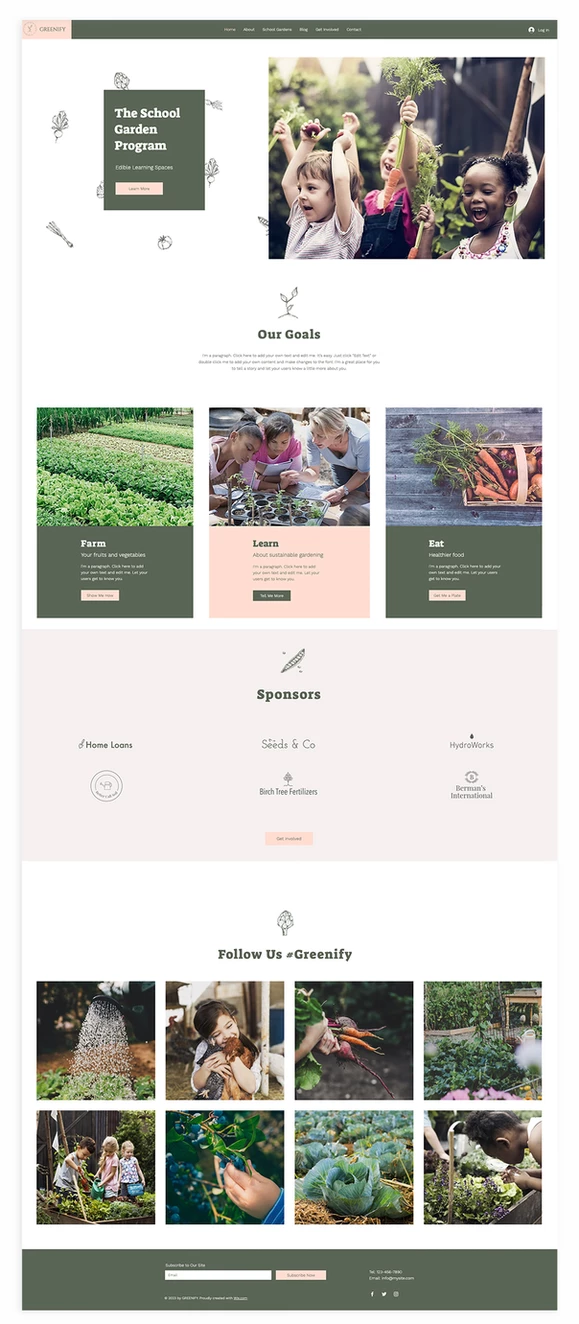 GREENIFY
Home About School Gardens Blog Get Involved Contact
Log In
The School
Garden
Program
Edible Learning Spaces
Learn More
Our Goals
I'm a paragraph. Click here to add your own text and edit me. It's easy. Just click "Edit Text" or
double click me to add your own content and make changes to the font. I'm a great place for you
to tell a story and let your users know a little more about you.
Farm
Your fruits and vegetables
I'm a paragraph. Click here to add
your own text and edit me. Let your
users get to know you.
Show Me How
Learn
About sustainable gardening
I'm a paragraph. Click here to add
your own text and edit me. Let your
users get to know you.
Tell Me More
Eat
Healthier food
I'm a paragraph. Click here to add
your own text and edit me. Let your
users get to know you.
Get Me a Plate
Sponsors
Home Loans
Seeds & Co
HydroWorks
Birch Tree Fertilizers
Berman's
International
Get Involved
Follow Us #Greenify
Subscribe to Our Site
Email
Subscribe Now
Tel: 123-456-7890
Email: info@mysite.com
by GREENIFY. Proudly created with Wix.com